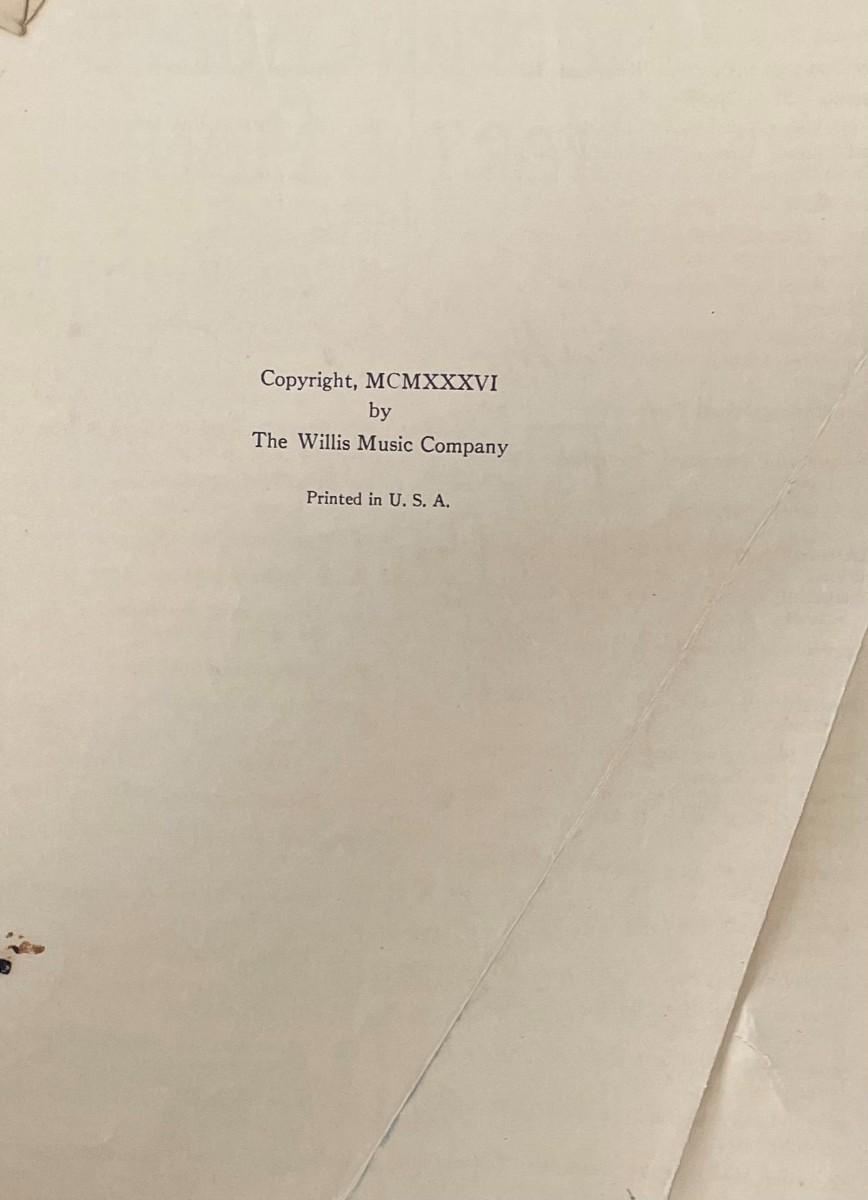 Copyright, MCMXXXVI
by
The Willis Music Company
Printed in U. S. A.